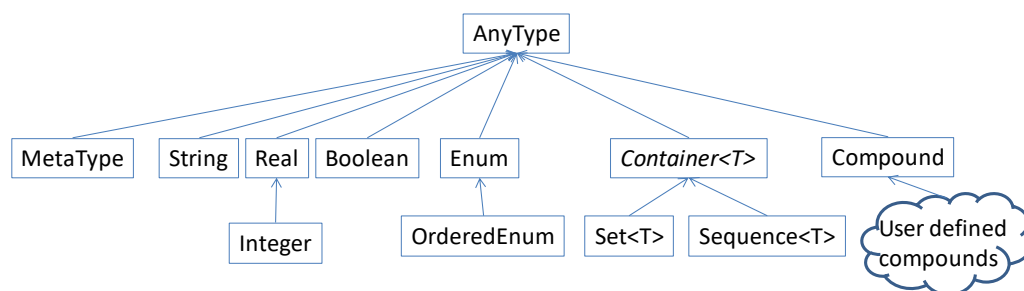 AnyType
MetaType
String
Real
Boolean
Enum
Container<T>
Compound
Integer
OrderedEnum
Set<T>
Sequence<T>
User defined
compounds